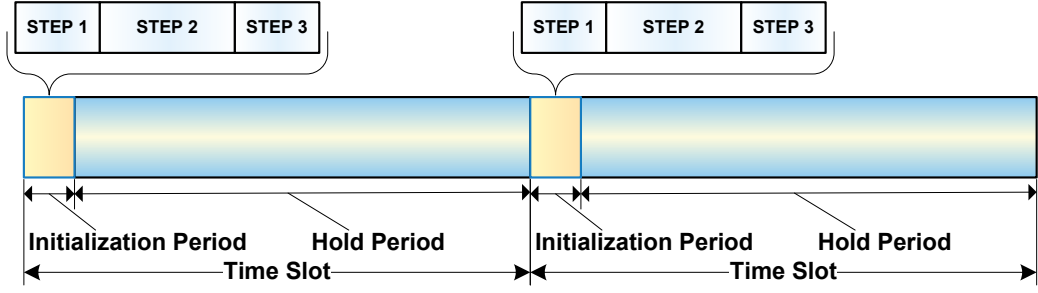 STEP 1 STEP 2 STEP 3 STEP 1 STEP 2 STEP 3
Initialization Period Hold Period Initialization Period Hold Period
Time Slot Time Slot